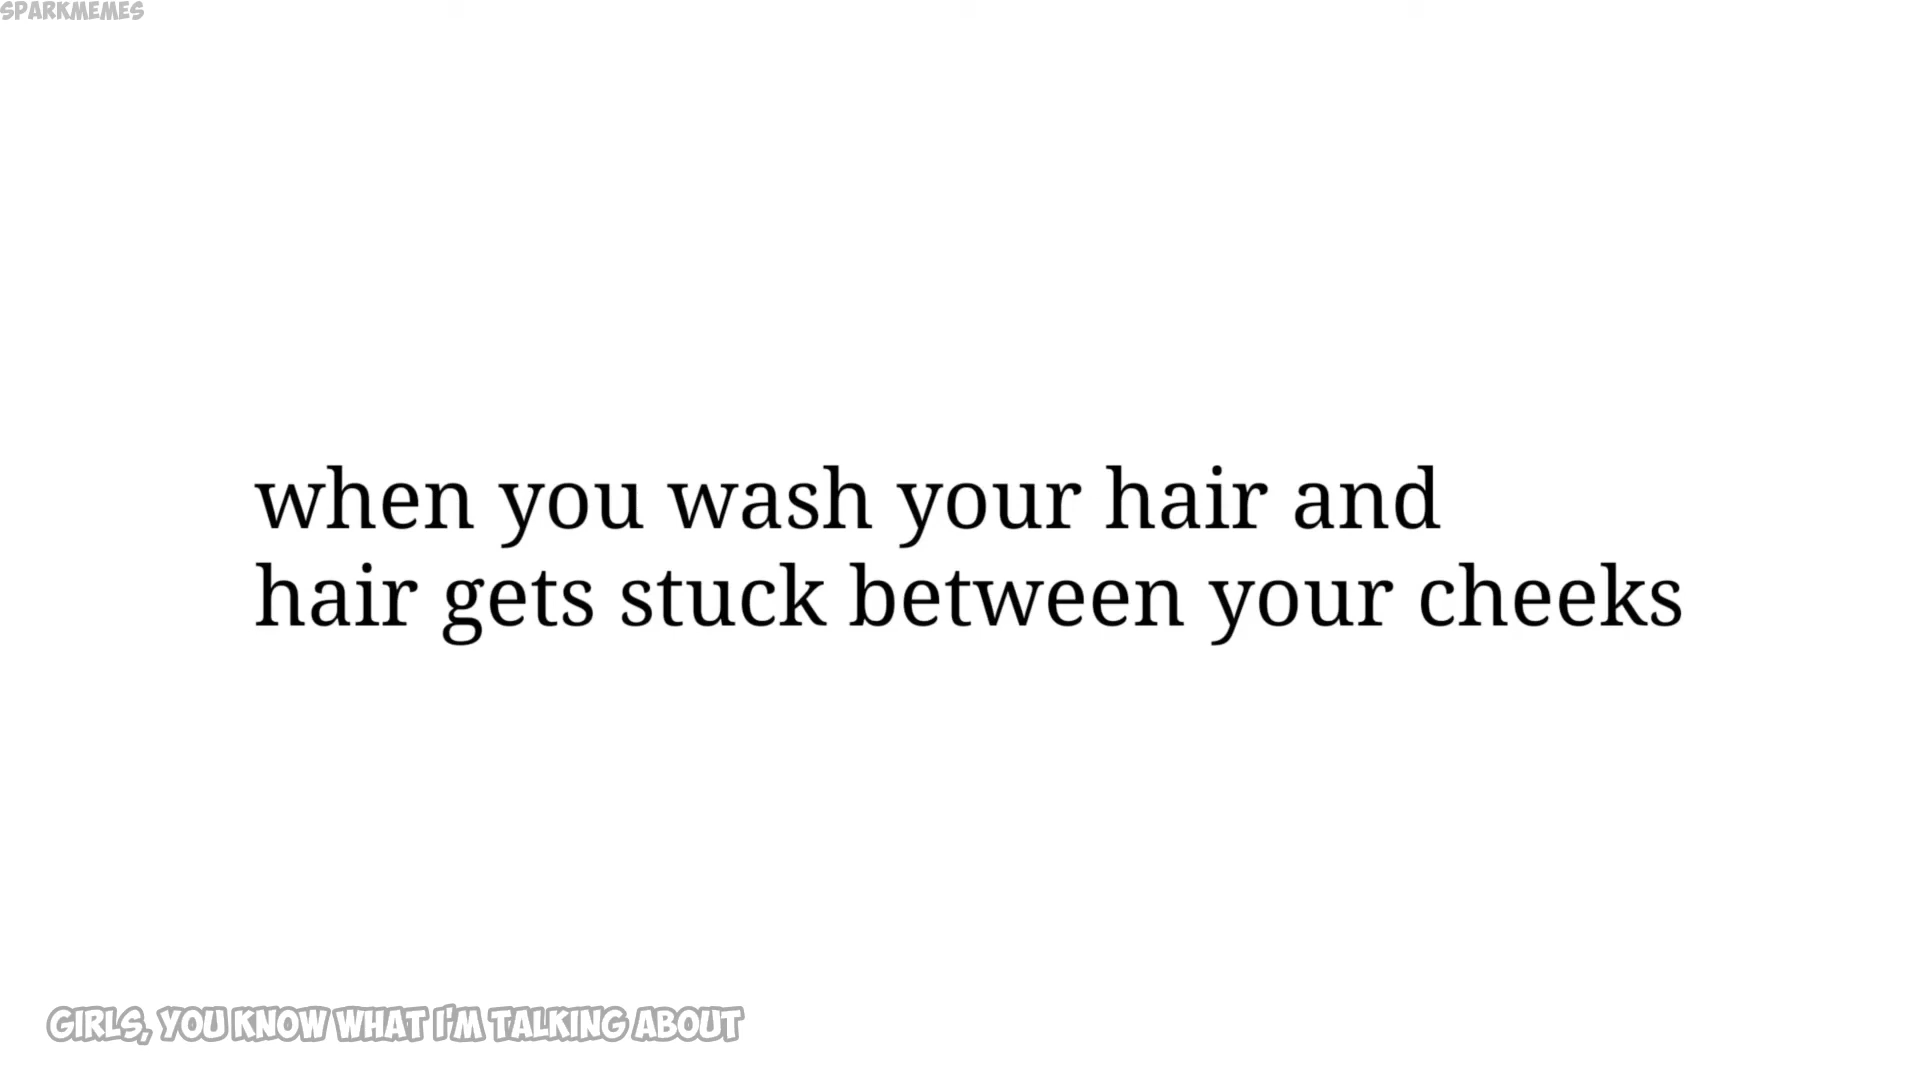 SPARKMEMES
when you wash your hair and
hair gets stuck between your cheeks
GIRLS, YOU KNOW WHAT I'M TALKING ABOUT